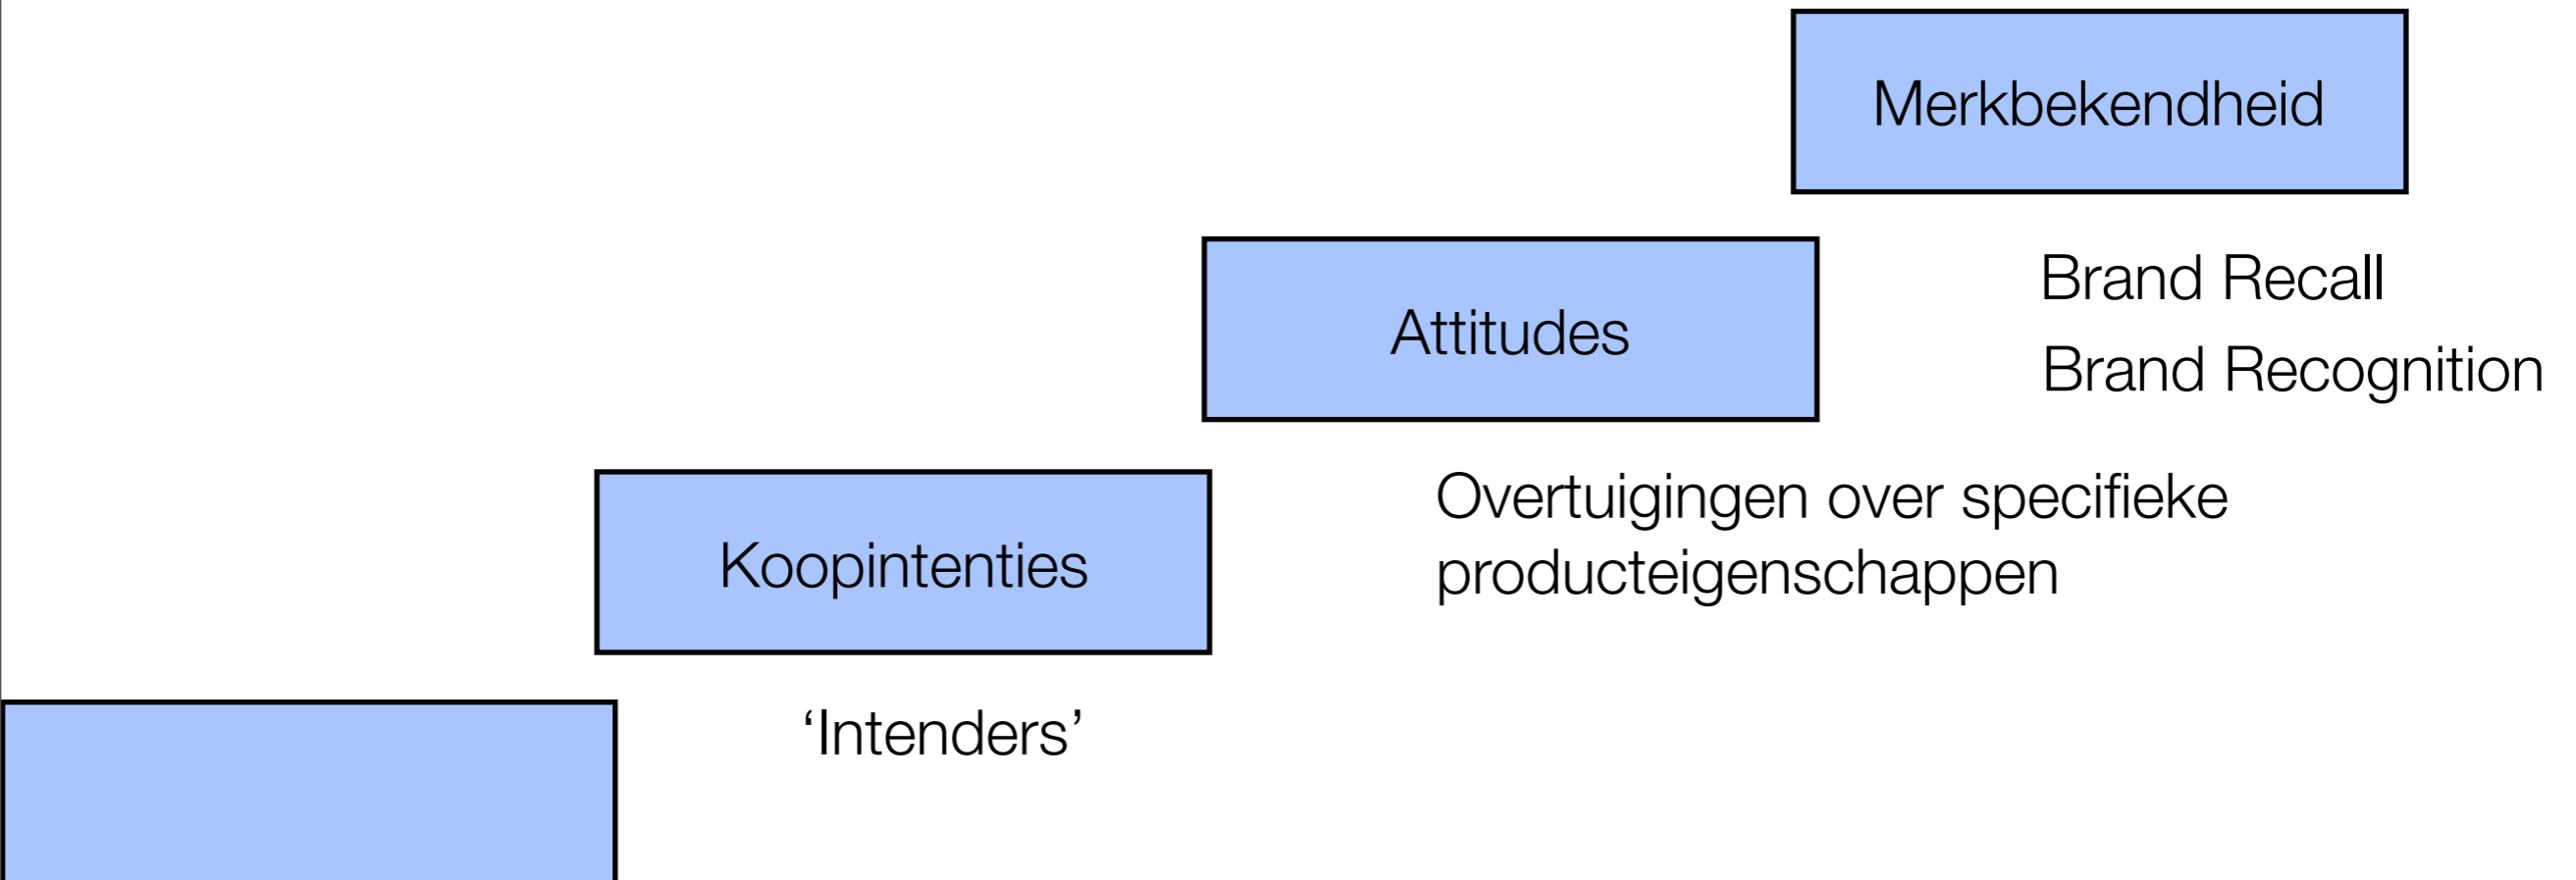 Merkbekendheid
Brand Recall
Brand Recognition
Attitudes
Overtuigingen over specifieke
producteigenschappen
Koopintenties
‘Intenders’